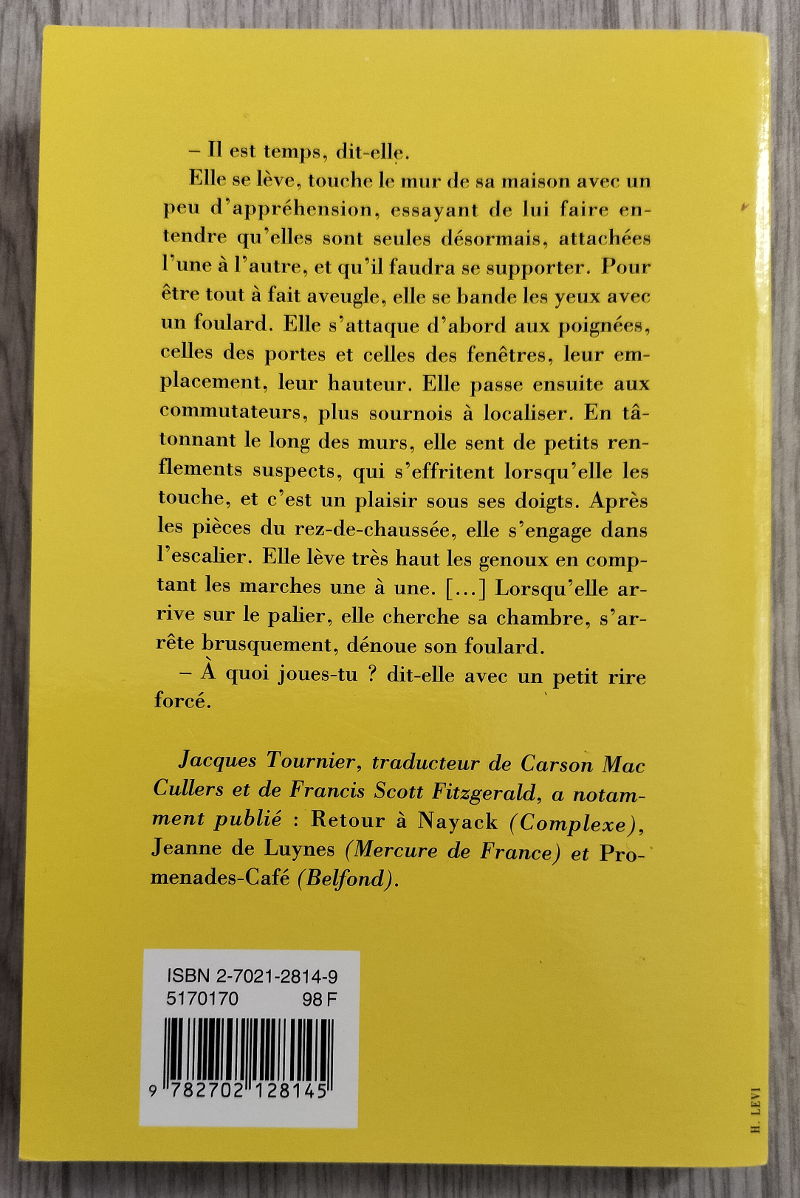 – Il est temps, dit-elle.
Elle se lève, touche le mur de sa maison avec un
peu d'appréhension, essayant de lui faire en-
tendre qu'elles sont seules désormais, attachées
l'une à l'autre, et qu'il faudra se supporter. Pour
être tout à fait aveugle, elle se bande les yeux avec
un foulard. Elle s'attaque d'abord aux poignées,
celles des portes et celles des fenêtres, leur em-
placement, leur hauteur. Elle passe ensuite aux
commutateurs, plus sournois à localiser. En tâ-
tonnant le long des murs, elle sent de petits ren-
flements suspects, qui s'effritent lorsqu'elle les
touche, et c'est un plaisir sous ses doigts. Après
les pièces du rez-de-chaussée, elle s'engage dans
l'escalier. Elle lève très haut les genoux en comp-
tant les marches une à une. [...] Lorsqu'elle ar-
rive sur le palier, elle cherche sa chambre, s'ar-
rête brusquement, dénoue son foulard.
– À quoi joues-tu ? dit-elle avec un petit rire
forcé.
Jacques Tournier, traducteur de Carson Mac
Cullers et de Francis Scott Fitzgerald, a notam-
ment publié : Retour à Nayack (Complexe),
Jeanne de Luynes (Mercure de France) et Pro-
menades-Café (Belfond).
ISBN 2-7021-2814-9
5170170 98 F
9 782702 128145
H. LEVI